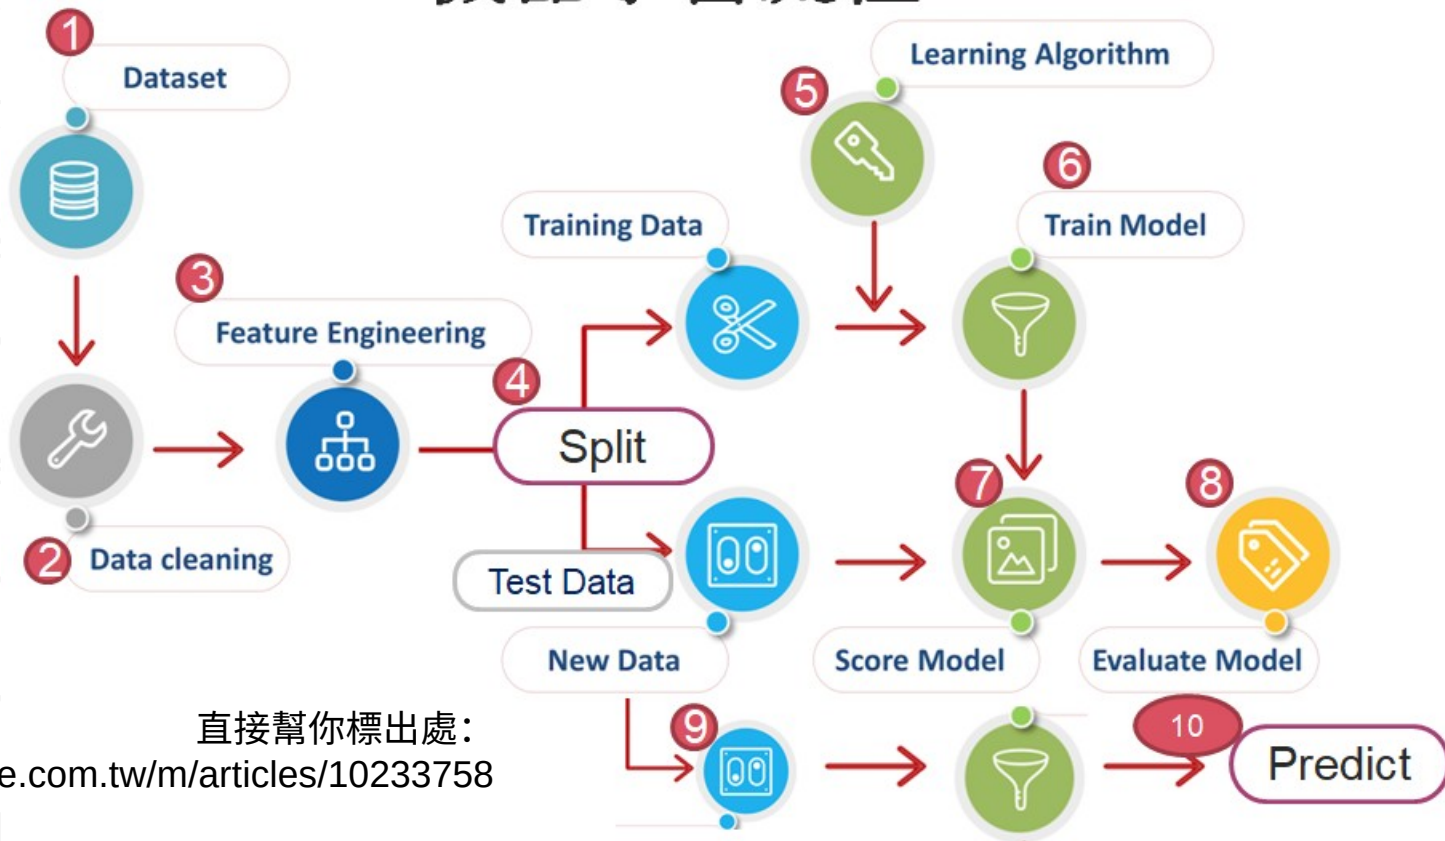 1
Dataset
5
Learning Algorithm
6
Train Model
Training Data
3
Feature Engineering
4
Split
2
Data cleaning
Test Data
7
8
New Data
Score Model
Evaluate Model
直接幫你標出處：
e.com.tw/m/articles/10233758
9
10
Predict